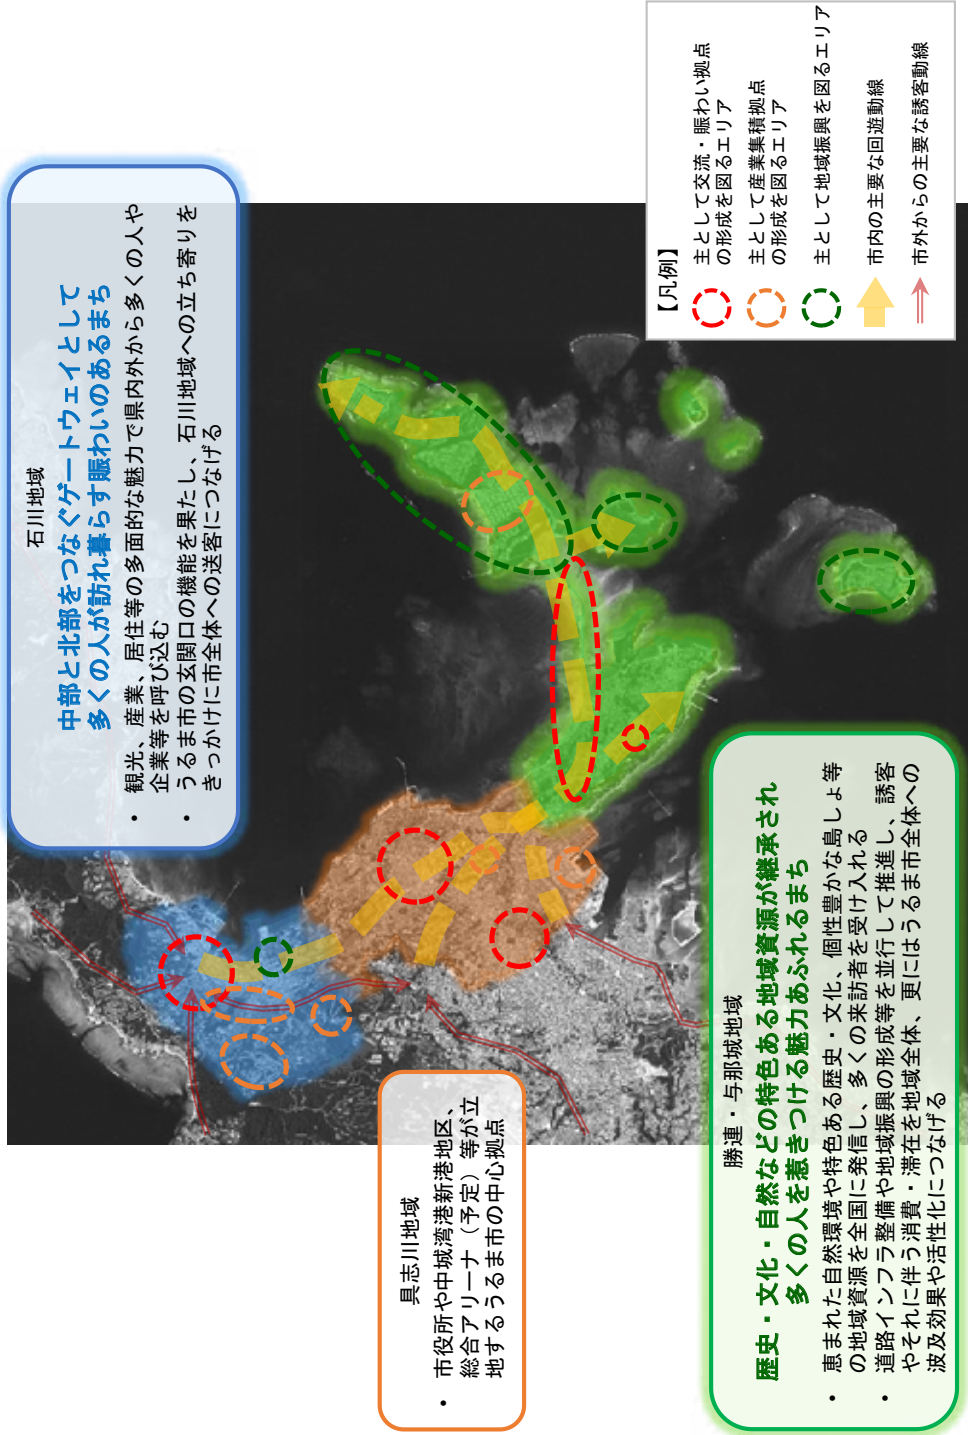 石川地域
中部と北部をつなぐゲートウェイとして
多くの人が訪れ暮らす賑わいのあるまち
・ 観光、産業、居住等の多面的な魅力で県内外から多くの人や
企業等を呼び込む
・ うるま市の玄関口の機能を果たし、石川地域への立ち寄りを
きっかけに市全体への送客につなげる
具志川地域
・ 市役所や中城湾港新港地区、
総合アリーナ（予定）等が立
地するうるま市の中心拠点
勝連・与那城地域
歴史・文化・自然などの特色ある地域資源が継承され
多くの人を惹きつける魅力あふれるまち
・ 恵まれた自然環境や特色ある歴史・文化、個性豊かな島しょ等
の地域資源を全国に発信し、多くの来訪者を受け入れる
・ 道路インフラ整備や地域振興の形成等を並行して推進し、誘客
やそれに伴う消費・滞在を地域全体、更にはうるま市全体への
波及効果や活性化につなげる
【凡例】
主として交流・賑わい拠点
の形成を図るエリア
主として産業集積拠点
の形成を図るエリア
主として地域振興を図るエリア
市内の主要な回遊動線
市外からの主要な誘客動線